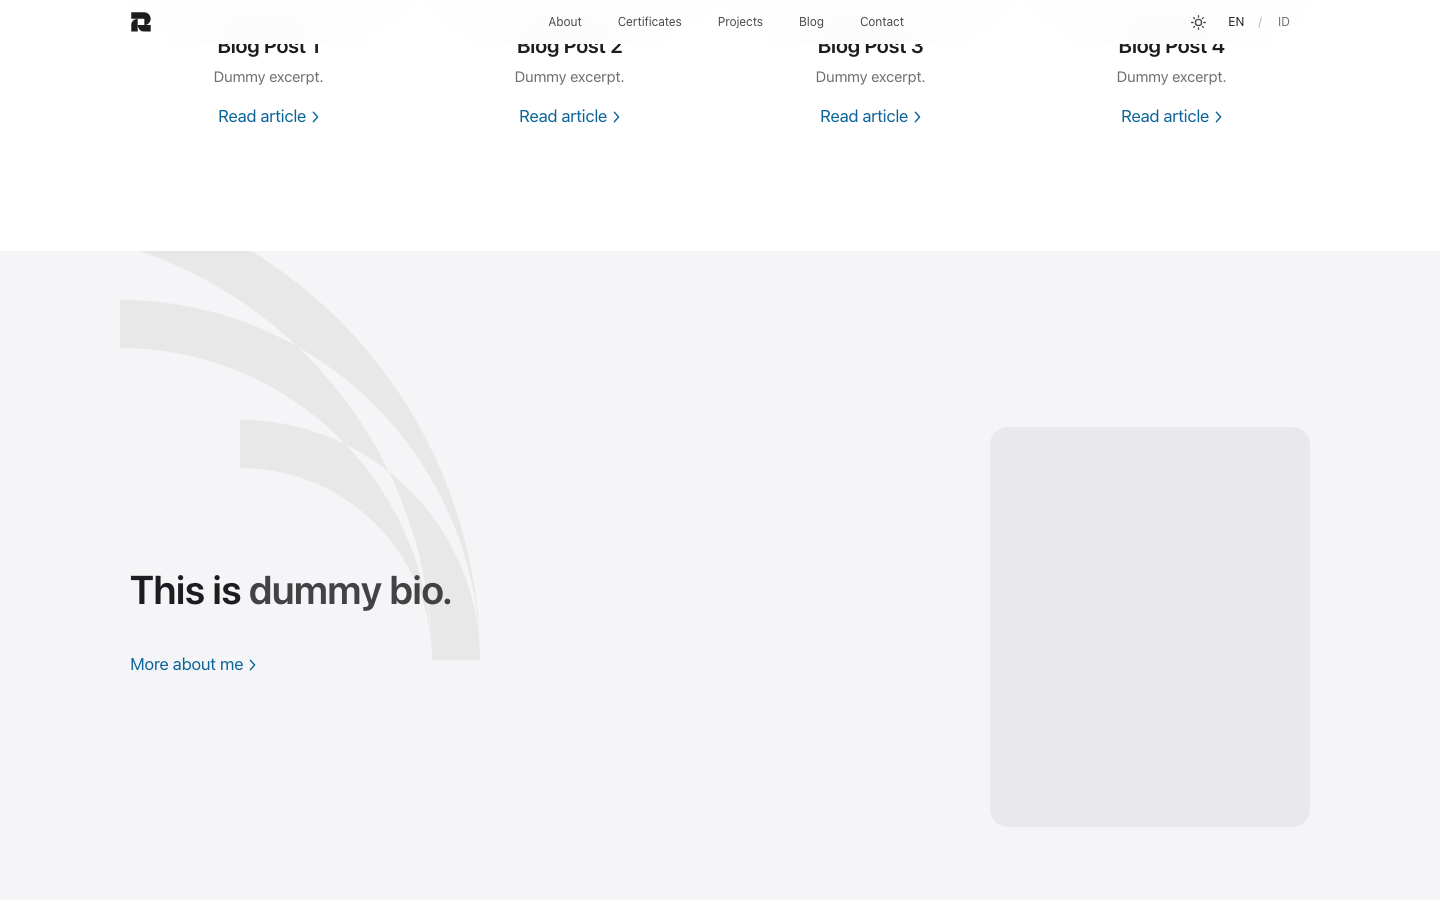 About Certificates Projects Blog Contact EN / ID
Blog Post 1 Blog Post 2 Blog Post 3 Blog Post 4
Dummy excerpt. Dummy excerpt. Dummy excerpt. Dummy excerpt.
Read article Read article Read article Read article
This is dummy bio.
More about me